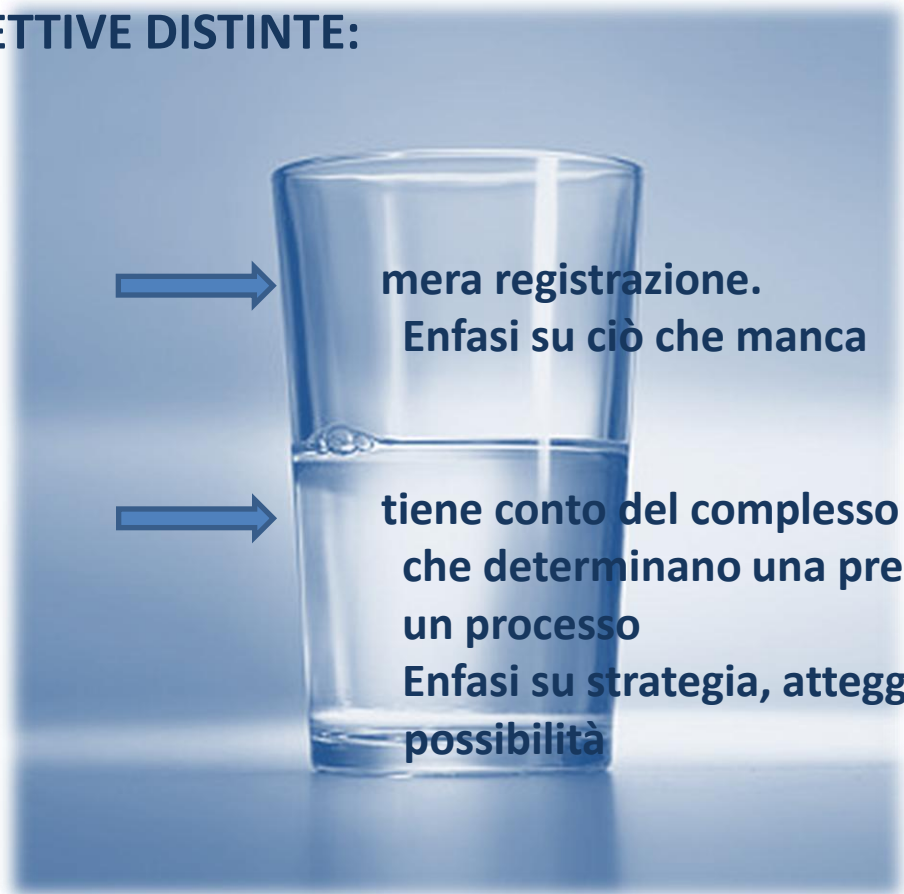 ETTIVE DISTINTE:
mera registrazione.
Enfasi su ciò che manca
tiene conto del complesso
che determinano una pre
un processo
Enfasi su strategia, attegg
possibilità